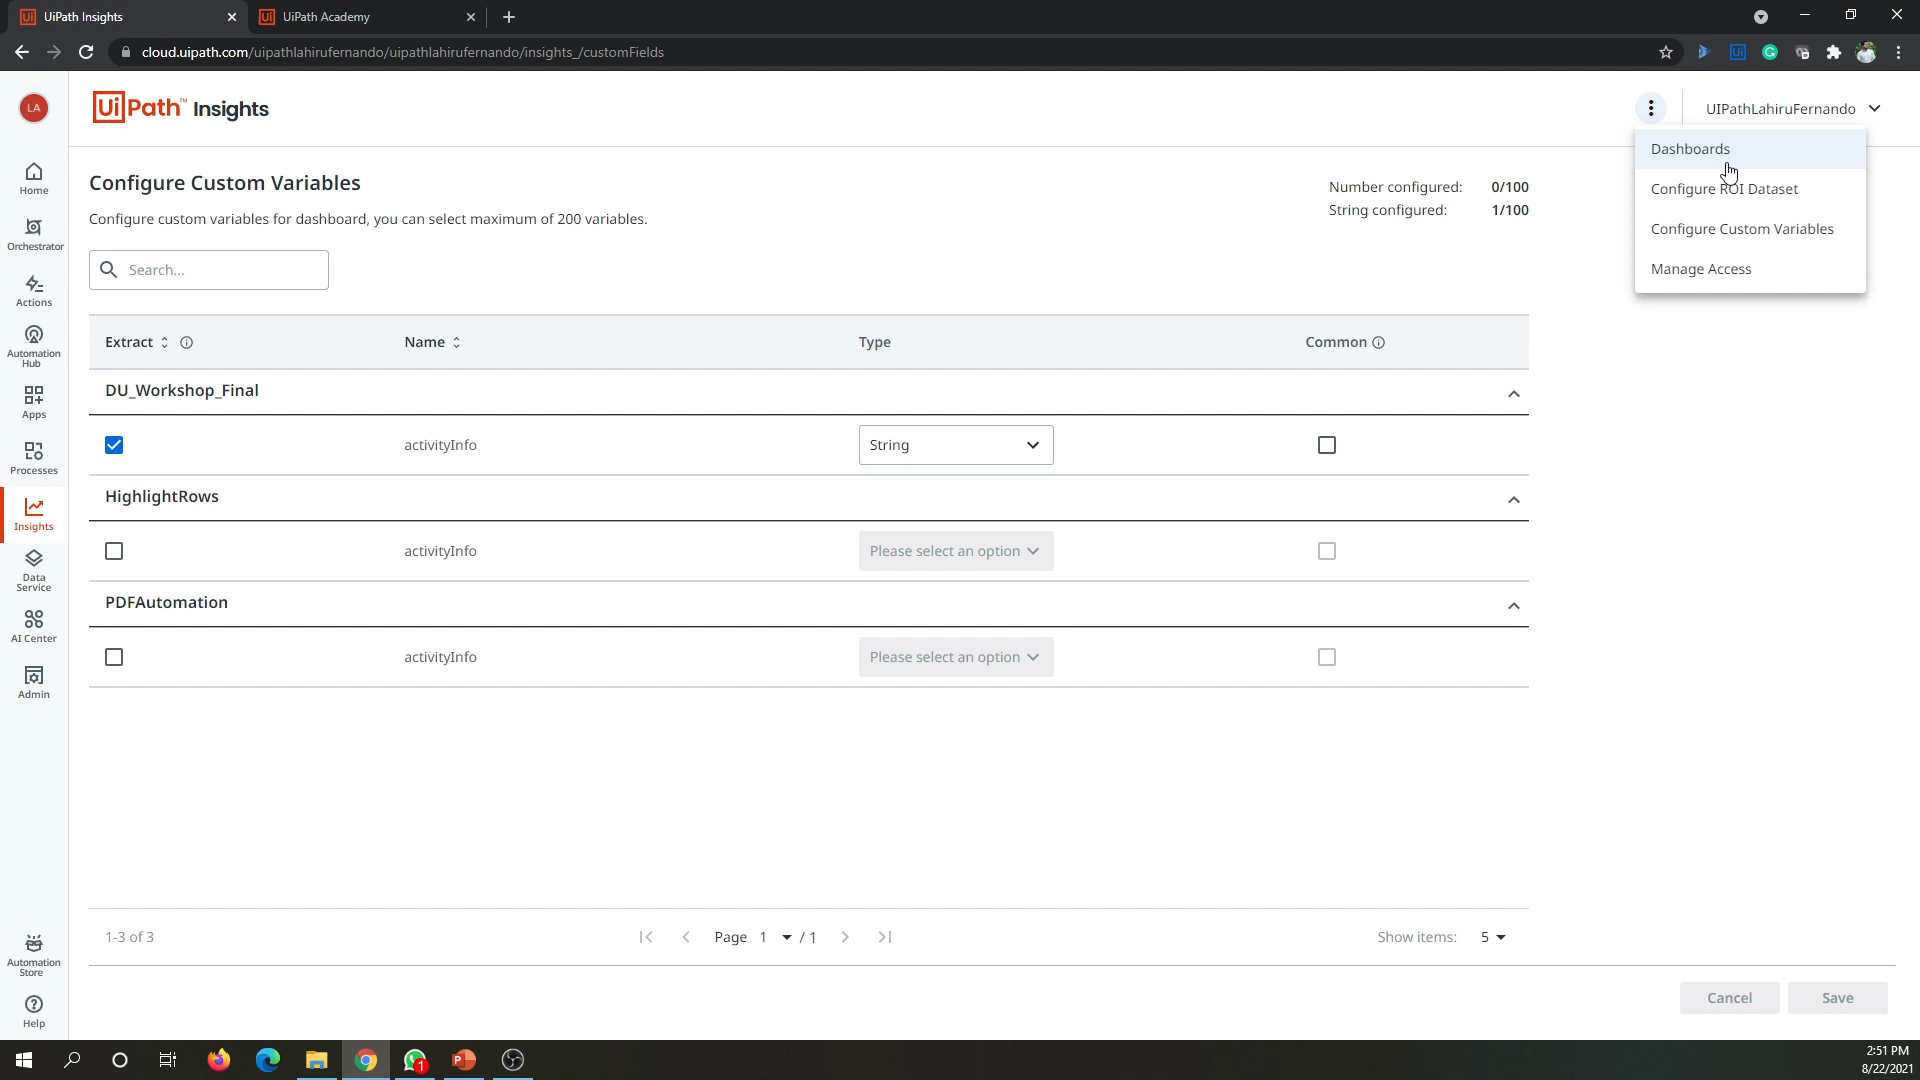 UiPath Insights
UiPath Academy
cloud.uipath.com/uipathlahirufernando/uipathlahirufernando/insights_/customFields
LA
UiPath™ Insights
UIPathLahiruFernando
Dashboards
Configure ROI Dataset
Configure Custom Variables
Manage Access
Home
Orchestrator
Actions
Automation
Hub
Apps
Processes
Insights
Data
Service
AI Center
Admin
Automation
Store
Help
Configure Custom Variables
Configure custom variables for dashboard, you can select maximum of 200 variables.
Number configured: 0/100
String configured: 1/100
Search...
Extract Name Type Common
DU_Workshop_Final
activityInfo String
HighlightRows
activityInfo Please select an option
PDFAutomation
activityInfo Please select an option
1-3 of 3 Page 1 / 1 Show items: 5
Cancel Save
1
2:51 PM
8/22/2021